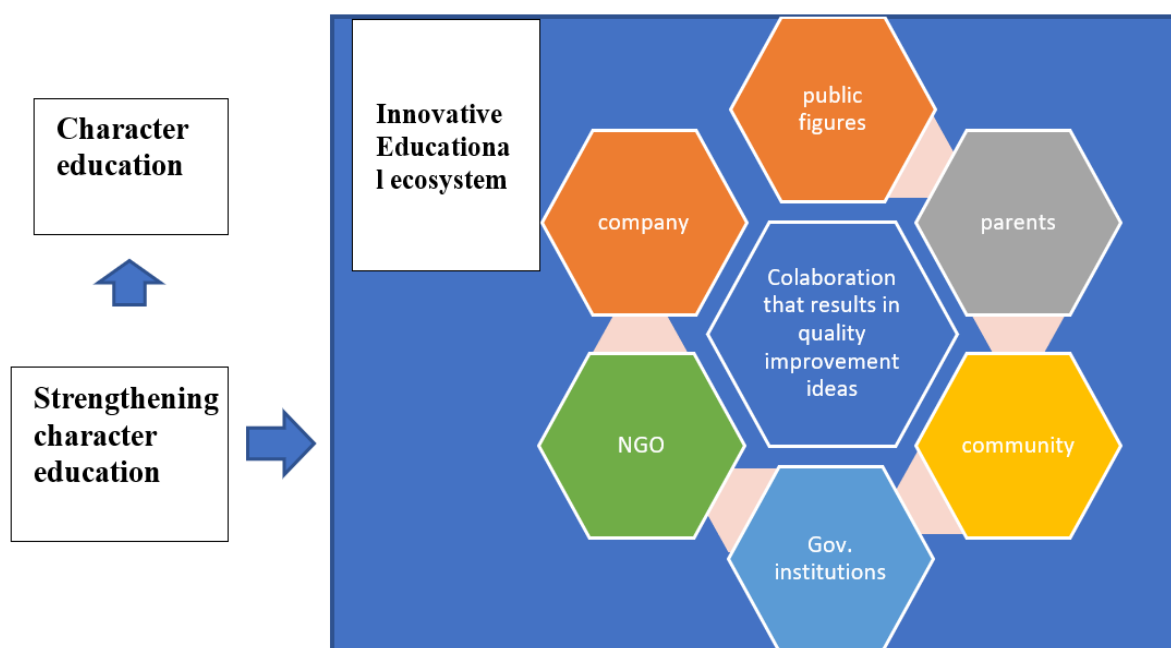 Character
education
Strengthening
character
education
Innovative
Educationa
l ecosystem
public
figures
company
parents
Colaboration
that results in
quality
improvement
ideas
NGO
community
Gov.
institutions